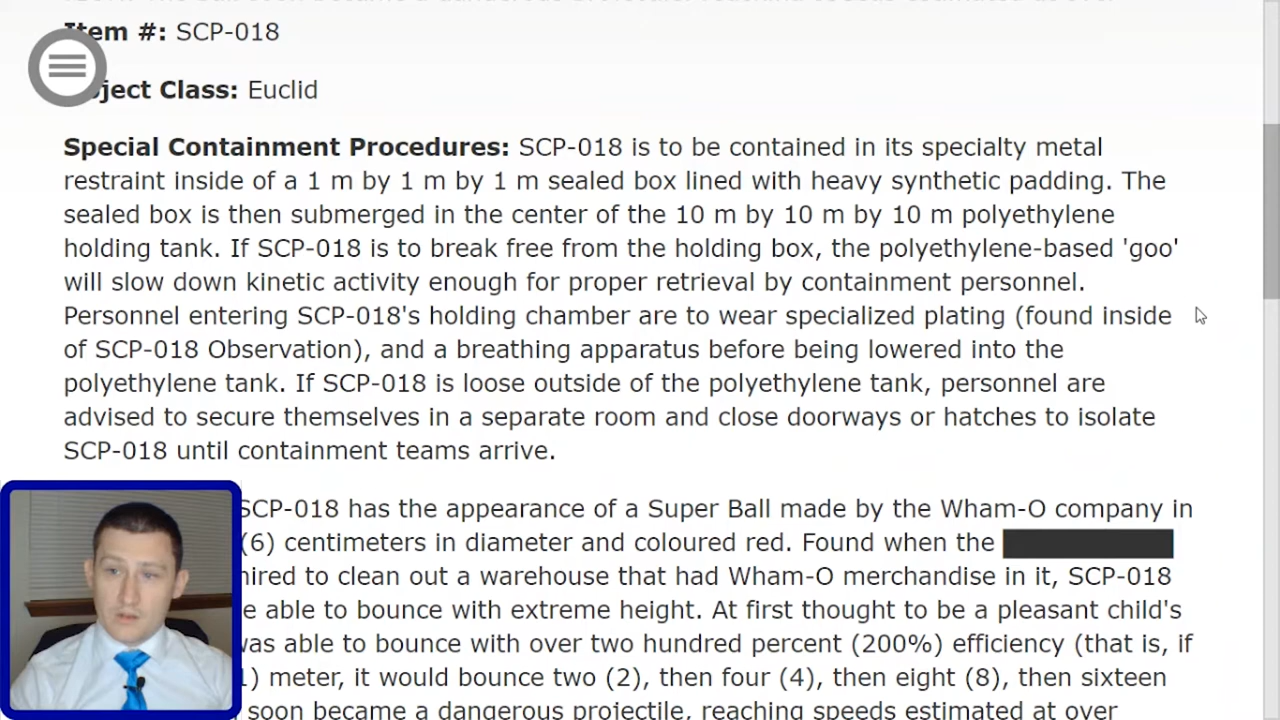 Item #: SCP-018
ject Class: Euclid
Special Containment Procedures: SCP-018 is to be contained in its specialty metal
restraint inside of a 1 m by 1 m by 1 m sealed box lined with heavy synthetic padding. The
sealed box is then submerged in the center of the 10 m by 10 m by 10 m polyethylene
holding tank. If SCP-018 is to break free from the holding box, the polyethylene-based 'goo'
will slow down kinetic activity enough for proper retrieval by containment personnel.
Personnel entering SCP-018's holding chamber are to wear specialized plating (found inside
of SCP-018 Observation), and a breathing apparatus before being lowered into the
polyethylene tank. If SCP-018 is loose outside of the polyethylene tank, personnel are
advised to secure themselves in a separate room and close doorways or hatches to isolate
SCP-018 until containment teams arrive.
SCP-018 has the appearance of a Super Ball made by the Wham-O company in
(6) centimeters in diameter and coloured red. Found when the
hired to clean out a warehouse that had Wham-O merchandise in it, SCP-018
e able to bounce with extreme height. At first thought to be a pleasant child's
was able to bounce with over two hundred percent (200%) efficiency (that is, if
1) meter, it would bounce two (2), then four (4), then eight (8), then sixteen
soon became a dangerous projectile, reaching speeds estimated at over